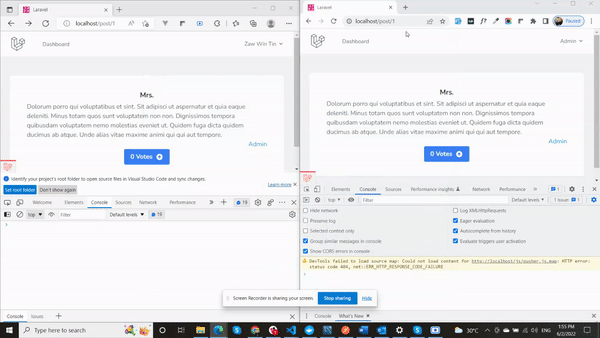 Laravel
localhost/post/1
Dashboard
Zaw Win Tin
Mrs.
Dolorum porro qui voluptatibus et sint. Sit adipisci ut aspernatur et quia eaque
deleniti. Minus totam quos sunt voluptatem non non. Dignissimos tempora
quibusdam voluptatem nemo molestias eveniet ut. Quidem fuga dicta quidem
ducimus ab atque. Unde alias vitae maxime animi qui qui aut tempore.
Admin
0 Votes
Identify your project's root folder to open source files in Visual Studio Code and sync changes.
Learn more
Set root folder
Don't show again
Elements
Console
Sources
Network
19
top
Filter
Default levels
19
Console
Issues
Laravel
localhost/post/1
Paused
Dashboard
Admin
Mrs.
Dolorum porro qui voluptatibus et sint. Sit adipisci ut aspernatur et quia eaque
deleniti. Minus totam quos sunt voluptatem non non. Dignissimos tempora
quibusdam voluptatem nemo molestias eveniet ut. Quidem fuga dicta quidem
ducimus ab atque. Unde alias vitae maxime animi qui qui aut tempore.
Admin
0 Votes
Elements
Console
Sources
Performance insights
Network
Performance
1
top
Filter
Default levels
1 Issue:
1
Hide network
Log XMLHttpRequests
Preserve log
Eager evaluation
Selected context only
Autocomplete from history
Group similar messages in console
Evaluate triggers user activation
Show CORS errors in console
DevTools failed to load source map: Could not load content for http://localhost/js/pusher.js.map: HTTP error:
status code 404, net::ERR_HTTP_RESPONSE_CODE_FAILURE
Console
What's New
Screen Recorder is sharing your screen.
Stop sharing
Hide
Type here to search
30°C
ENG
1:55 PM
6/2/2022